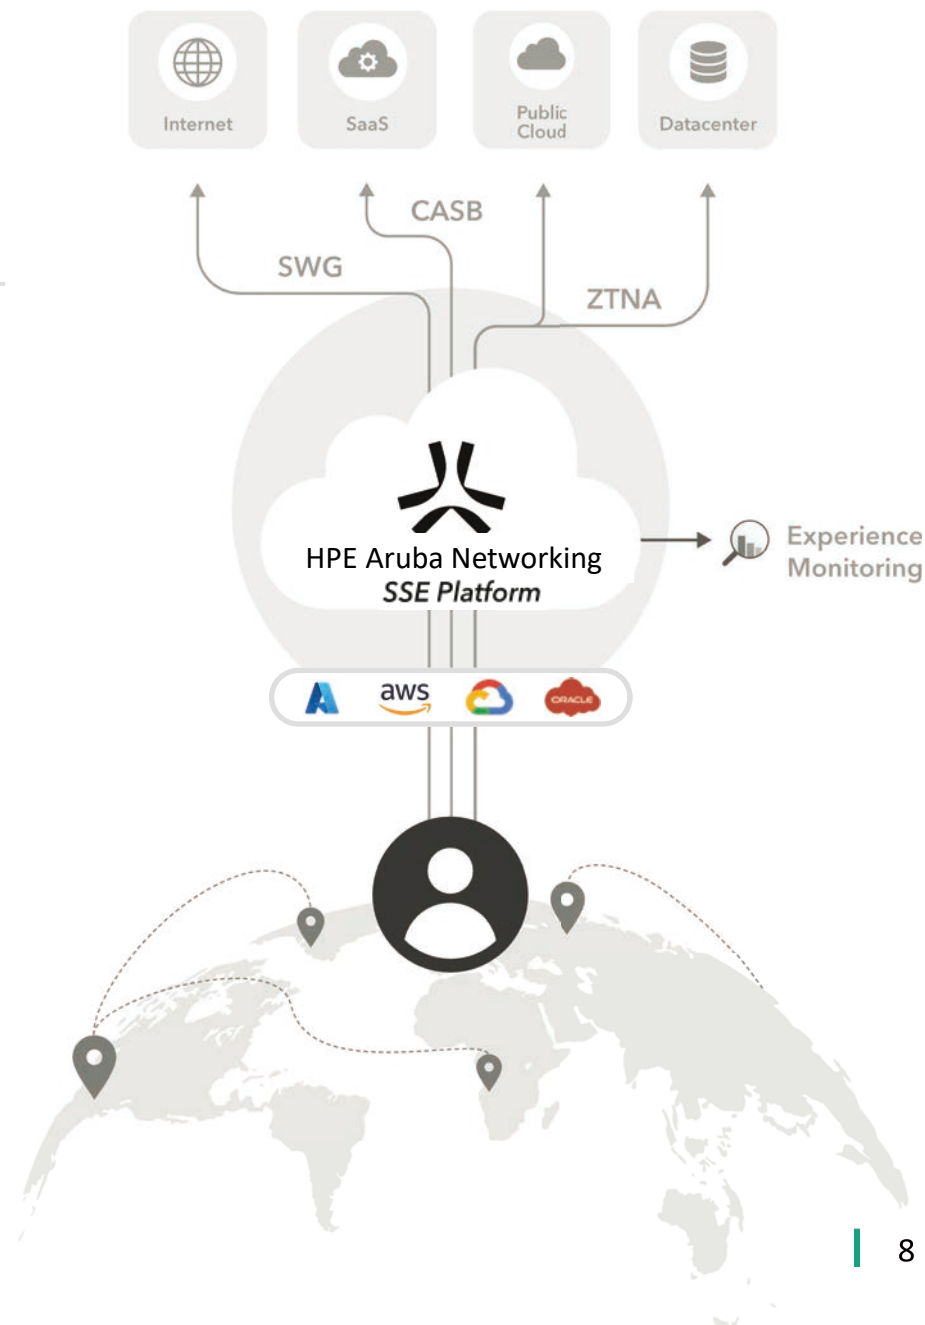 Internet
SaaS
Public
Cloud
Datacenter
CASB
SWG
ZTNA
HPE Aruba Networking
SSE Platform
Experience
Monitoring
aws
ORACLE
8